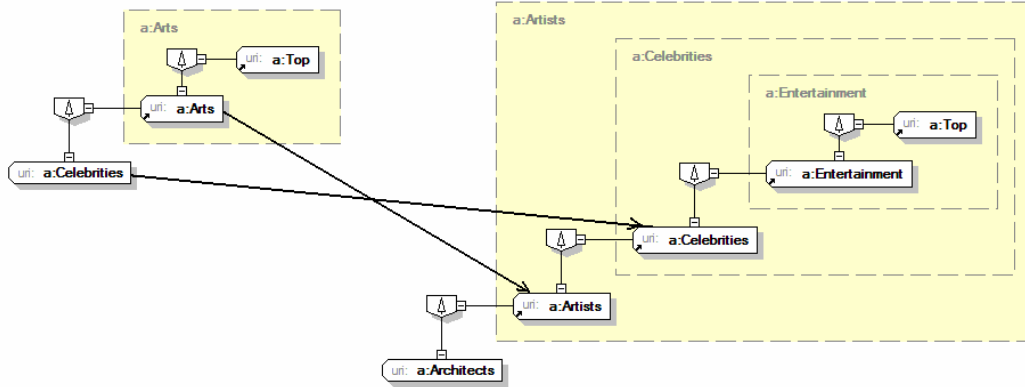 a:Artists
a:Arts
a:Celebrities
uri: a:Top
a:Entertainment
uri: a:Arts
uri: a:Top
uri: a:Celebrities
uri: a:Entertainment
uri: a:Celebrities
uri: a:Artists
uri: a:Architects